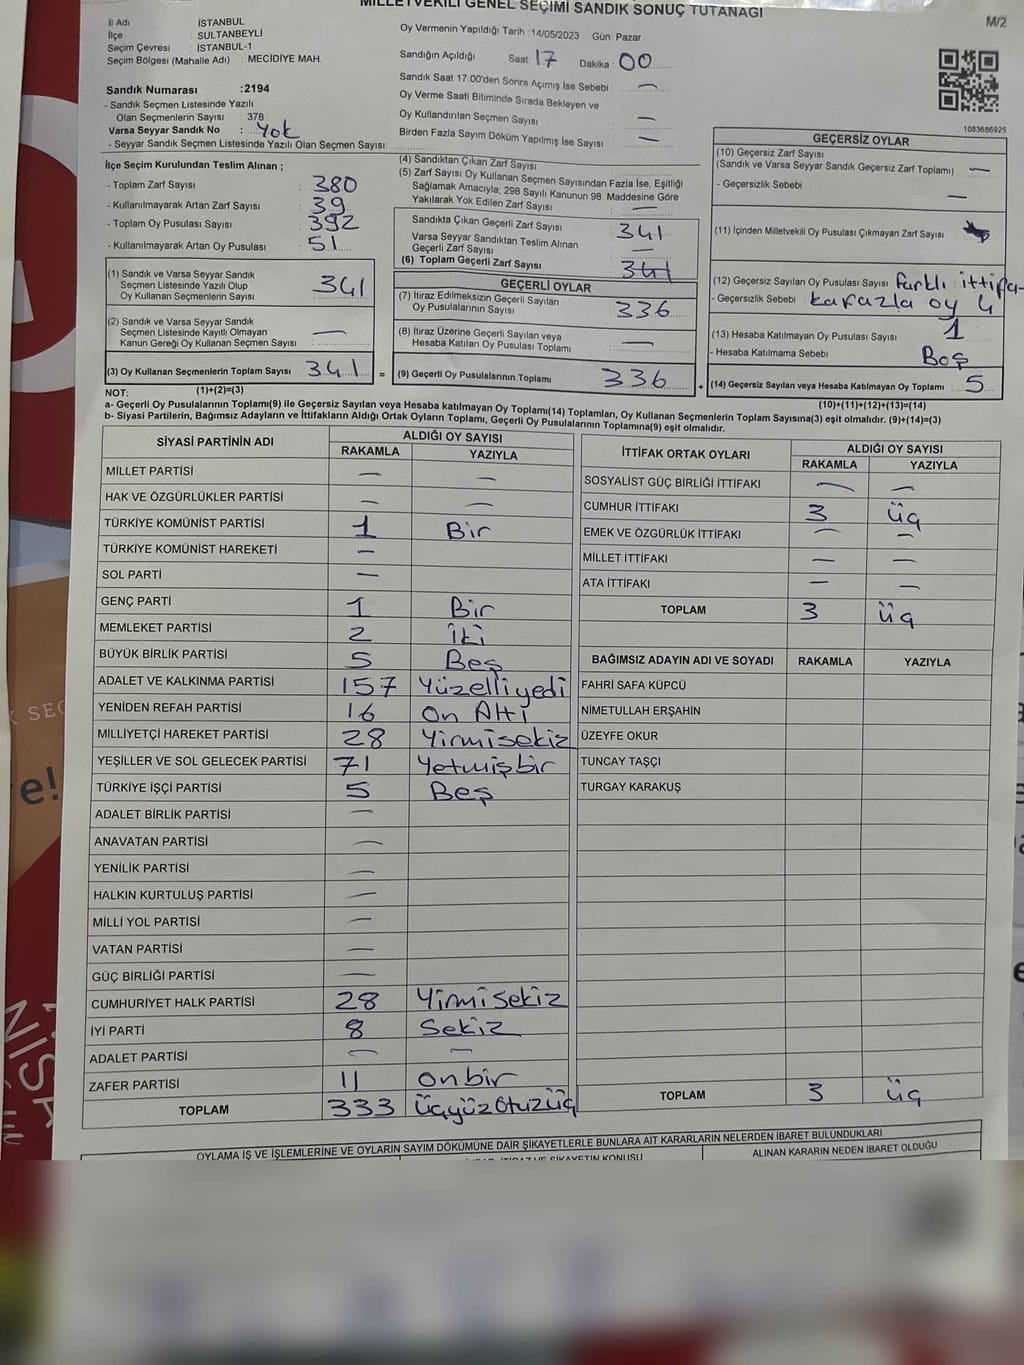 MİLLETVEKİLİ GENEL SEÇİMİ SANDIK SONUÇ TUTANAĞI
M/2
İl Adı : İSTANBUL
İlçe : SULTANBEYLİ
Seçim Çevresi : İSTANBUL-1
Seçim Bölgesi (Mahalle Adı) : MECİDİYE MAH.
Sandık Numarası :2194
- Sandık Seçmen Listesinde Yazılı
Olan Seçmenlerin Sayısı : 378
Varsa Seyyar Sandık No : Yok
- Seyyar Sandık Seçmen Listesinde Yazılı Olan Seçmen Sayısı:
Oy Vermenin Yapıldığı Tarih : 14/05/2023 Gün: Pazar
Sandığın Açıldığı Saat: 17 Dakika : 00
Sandık Saat 17:00'den Sonra Açımış İse Sebebi : —
Oy Verme Saati Bitiminde Sırada Bekleyen ve
Oy Kullandırılan Seçmen Sayısı : —
Birden Fazla Sayım Döküm Yapılmış İse Sayısı : —
1083686925
İlçe Seçim Kurulundan Teslim Alınan ;
- Toplam Zarf Sayısı : 380
- Kullanılmayarak Artan Zarf Sayısı : 39
- Toplam Oy Pusulası Sayısı : 392
- Kullanılmayarak Artan Oy Pusulası : 51
(1) Sandık ve Varsa Seyyar Sandık
Seçmen Listesinde Yazılı Olup
Oy Kullanan Seçmenlerin Sayısı : 341
(2) Sandık ve Varsa Seyyar Sandık
Seçmen Listesinde Kayıtlı Olmayan
Kanun Gereği Oy Kullanan Seçmen Sayısı : —
(3) Oy Kullanan Seçmenlerin Toplam Sayısı : 341 =
(1)+(2)=(3)
(4) Sandıktan Çıkan Zarf Sayısı
(5) Zarf Sayısı Oy Kullanan Seçmen Sayısından Fazla İse, Eşitliği
Sağlamak Amacıyla; 298 Sayılı Kanunun 98. Maddesine Göre
Yakılarak Yok Edilen Zarf Sayısı : —
Sandıkta Çıkan Geçerli Zarf Sayısı : 341
Varsa Seyyar Sandıktan Teslim Alınan
Geçerli Zarf Sayısı : —
(6) Toplam Geçerli Zarf Sayısı : 341
GEÇERLİ OYLAR
(7) İtiraz Edilmeksizin Geçerli Sayılan
Oy Pusulalarının Sayısı : 336
(8) İtiraz Üzerine Geçerli Sayılan veya
Hesaba Katılan Oy Pusulası Toplamı : —
(9) Geçerli Oy Pusulalarının Toplamı : 336 +
GEÇERSİZ OYLAR
(10) Geçersiz Zarf Sayısı
(Sandık ve Varsa Seyyar Sandık Geçersiz Zarf Toplamı) : —
- Geçersizlik Sebebi : —
(11) İçinden Milletvekili Oy Pusulası Çıkmayan Zarf Sayısı :
(12) Geçersiz Sayılan Oy Pusulası Sayısı : farklı ittifa-
- Geçersizlik Sebebi : kafazla oy 4
(13) Hesaba Katılmayan Oy Pusulası Sayısı : 1
- Hesaba Katılmama Sebebi : Boş
(14) Geçersiz Sayılan veya Hesaba Katılmayan Oy Toplamı : 5
(10)+(11)+(12)+(13)=(14)
NOT:
a- Geçerli Oy Pusulalarının Toplamı(9) ile Geçersiz Sayılan veya Hesaba katılmayan Oy Toplamı(14) Toplamları, Oy Kullanan Seçmenlerin Toplam Sayısına(3) eşit olmalıdır. (9)+(14)=(3)
b- Siyasi Partilerin, Bağımsız Adayların ve İttifakların Aldığı Ortak Oyların Toplamı, Geçerli Oy Pusulalarının Toplamına(9) eşit olmalıdır.
SİYASİ PARTİNİN ADI ALDIĞI OY SAYISI
RAKAMLA YAZIYLA
MİLLET PARTİSİ — —
HAK VE ÖZGÜRLÜKLER PARTİSİ — —
TÜRKİYE KOMÜNİST PARTİSİ 1 Bir
TÜRKİYE KOMÜNİST HAREKETİ —
SOL PARTİ —
GENÇ PARTİ 1 Bir
MEMLEKET PARTİSİ 2 İki
BÜYÜK BİRLİK PARTİSİ 5 Beş
ADALET VE KALKINMA PARTİSİ 157 Yüzelliyedi
YENİDEN REFAH PARTİSİ 16 On Altı
MİLLİYETÇİ HAREKET PARTİSİ 28 Yirmisekiz
YEŞİLLER VE SOL GELECEK PARTİSİ 71 Yetmişbir
TÜRKİYE İŞÇİ PARTİSİ 5 Beş
ADALET BİRLİK PARTİSİ —
ANAVATAN PARTİSİ —
YENİLİK PARTİSİ —
HALKIN KURTULUŞ PARTİSİ —
MİLLİ YOL PARTİSİ —
VATAN PARTİSİ —
GÜÇ BİRLİĞİ PARTİSİ —
CUMHURİYET HALK PARTİSİ 28 Yirmisekiz
İYİ PARTİ 8 Sekiz
ADALET PARTİSİ — —
ZAFER PARTİSİ 11 onbir
TOPLAM 333 Üçyüzotuzüç
İTTİFAK ORTAK OYLARI ALDIĞI OY SAYISI
RAKAMLA YAZIYLA
SOSYALİST GÜÇ BİRLİĞİ İTTİFAKI — —
CUMHUR İTTİFAKI 3 üç
EMEK VE ÖZGÜRLÜK İTTİFAKI — —
MİLLET İTTİFAKI — —
ATA İTTİFAKI — —
TOPLAM 3 üç
BAĞIMSIZ ADAYIN ADI VE SOYADI RAKAMLA YAZIYLA
FAHRİ SAFA KÜPCÜ
NİMETULLAH ERŞAHİN
ÜZEYFE OKUR
TUNCAY TAŞÇI
TURGAY KARAKUŞ
TOPLAM 3 üç
OYLAMA İŞ VE İŞLEMLERİNE VE OYLARIN SAYIM DÖKÜMÜNE DAİR ŞİKAYETLERLE BUNLARA AİT KARARLARIN NELERDEN İBARET BULUNDUKLARI
ALINAN KARARIN NEDEN İBARET OLDUĞU